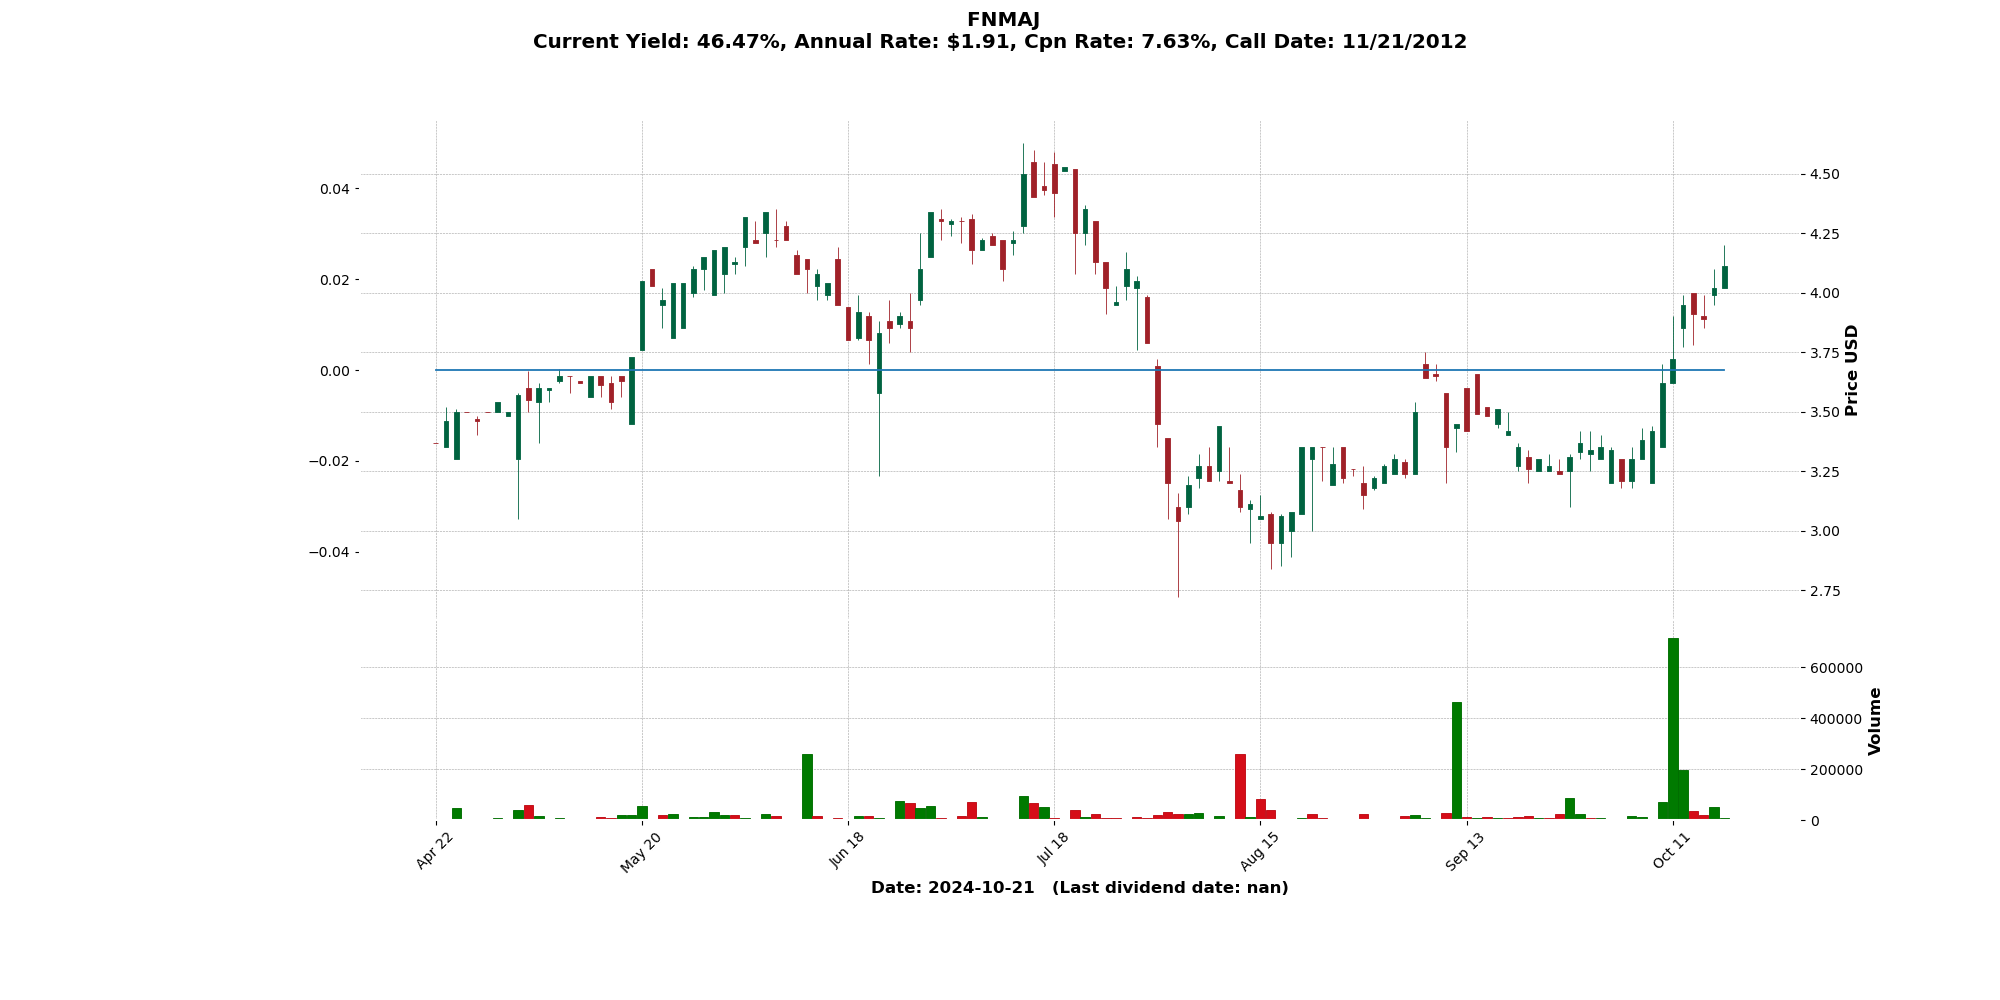 FNMAJ
Current Yield: 46.47%, Annual Rate: $1.91, Cpn Rate: 7.63%, Call Date: 11/21/2012
0.04
0.02
0.00
−0.02
−0.04
4.50
4.25
4.00
3.75
3.50
3.25
3.00
2.75
Price USD
600000
400000
200000
0
Volume
Apr 22
May 20
Jun 18
Jul 18
Aug 15
Sep 13
Oct 11
Date: 2024-10-21 (Last dividend date: nan)